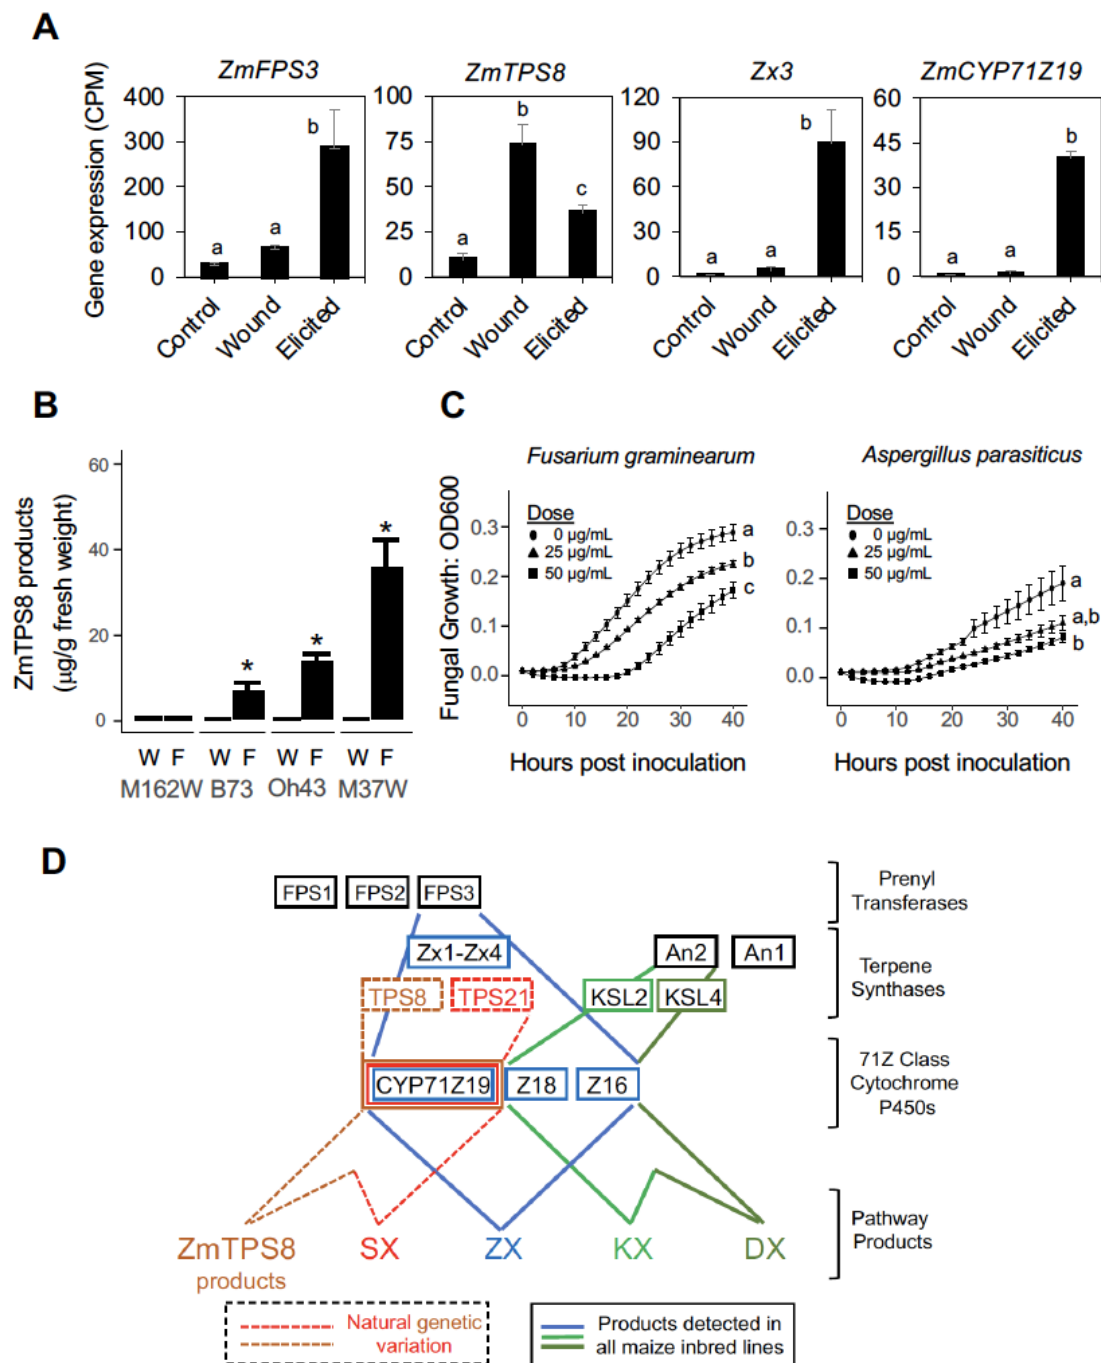 A
ZmFPS3
ZmTPS8
Zx3
ZmCYP71Z19
Gene expression (CPM)
400
300
200
100
0
a
a
b
Control
Wound
Elicited
100
75
50
25
0
a
b
c
Control
Wound
Elicited
120
90
60
30
0
a
a
b
Control
Wound
Elicited
60
45
30
15
0
a
a
b
Control
Wound
Elicited
B
ZmTPS8 products
(µg/g fresh weight)
60
40
20
0
*
*
*
W F W F W F W F
M162W B73 Oh43 M37W
C
Fusarium graminearum
Fungal Growth: OD600
0.3
0.2
0.1
0.0
Dose
0 µg/mL
25 µg/mL
50 µg/mL
a
b
c
0 10 20 30 40
Hours post inoculation
Aspergillus parasiticus
0.3
0.2
0.1
0.0
Dose
0 µg/mL
25 µg/mL
50 µg/mL
a
a,b
b
0 10 20 30 40
Hours post inoculation
D
FPS1 FPS2 FPS3
Prenyl
Transferases
Zx1-Zx4 An2 An1
TPS8 TPS21 KSL2 KSL4
Terpene
Synthases
CYP71Z19 Z18 Z16
71Z Class
Cytochrome
P450s
ZmTPS8
products
SX ZX KX DX
Pathway
Products
Natural genetic
variation
Products detected in
all maize inbred lines